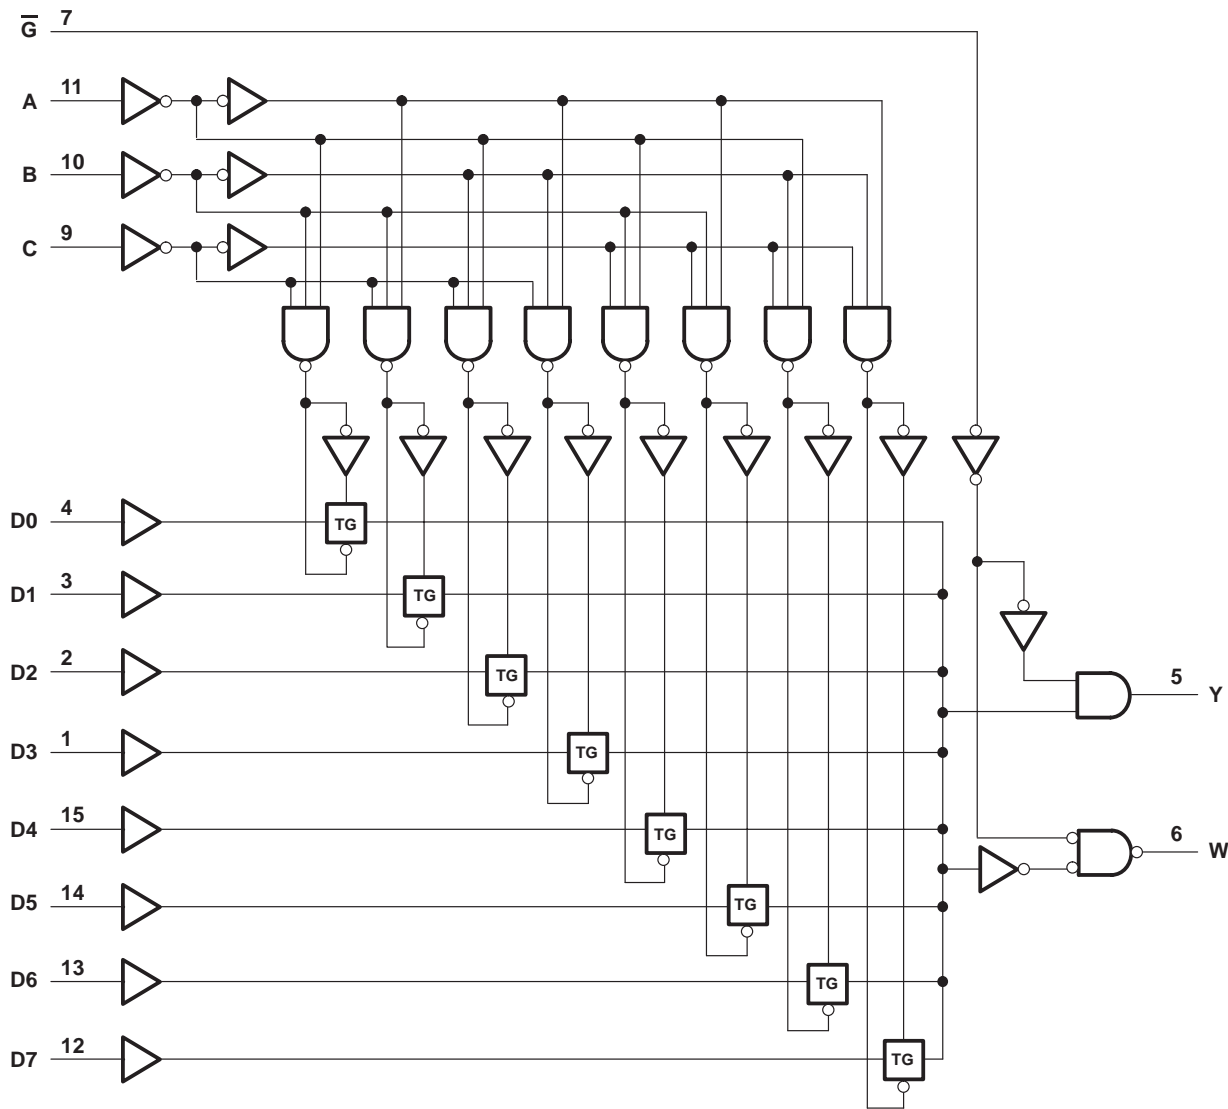 G̅ 7
A 11
B 10
C 9
D0 4 TG
D1 3 TG
D2 2 TG
5 Y
D3 1 TG
D4 15 TG
6 W
D5 14 TG
D6 13 TG
D7 12 TG